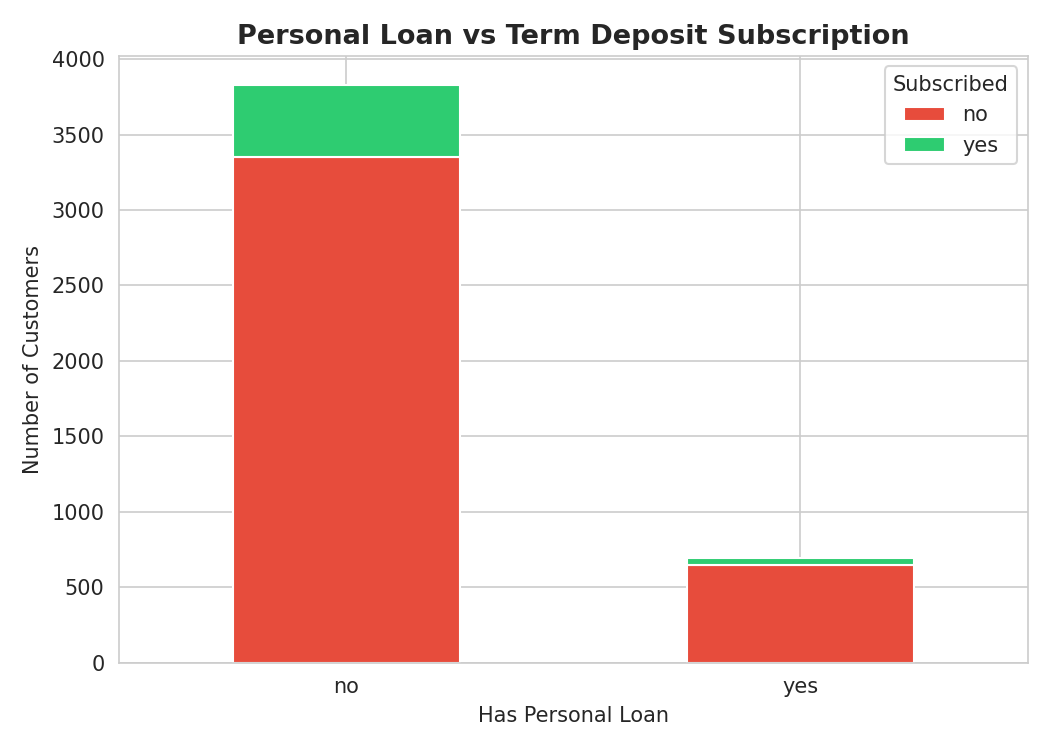 Personal Loan vs Term Deposit Subscription
Subscribed
no
yes
Number of Customers
4000
3500
3000
2500
2000
1500
1000
500
0
no
yes
Has Personal Loan